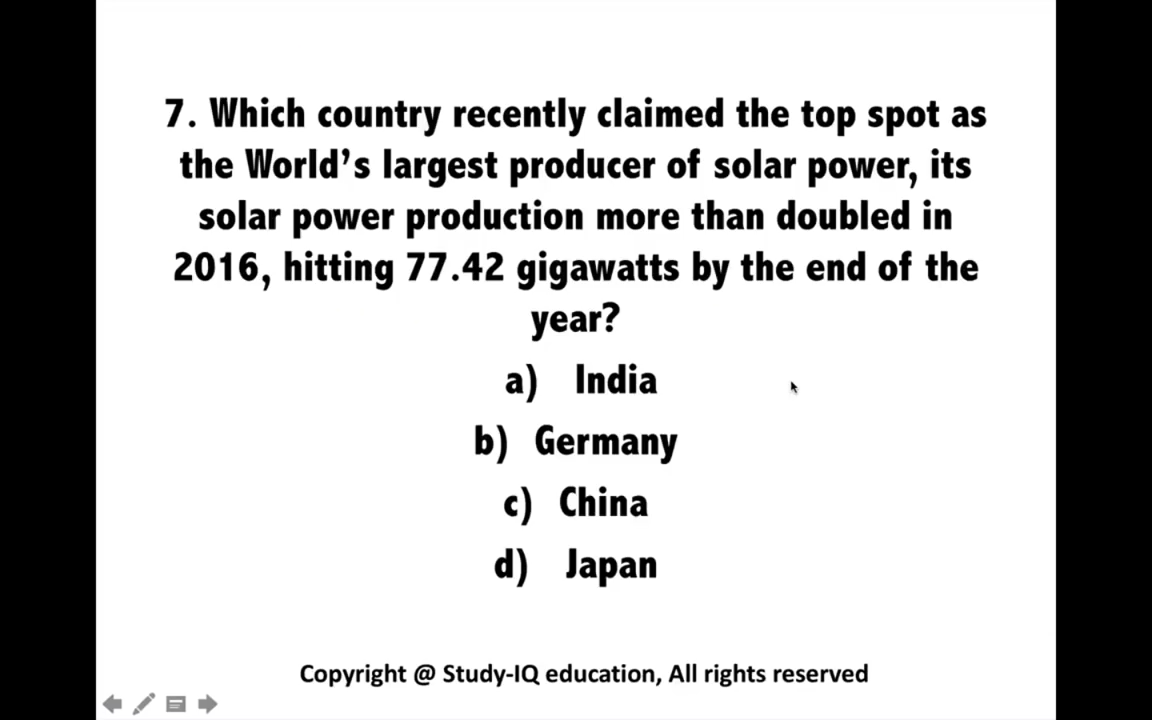 7. Which country recently claimed the top spot as
the World’s largest producer of solar power, its
solar power production more than doubled in
2016, hitting 77.42 gigawatts by the end of the
year?
a) India
b) Germany
c) China
d) Japan
Copyright @ Study-IQ education, All rights reserved